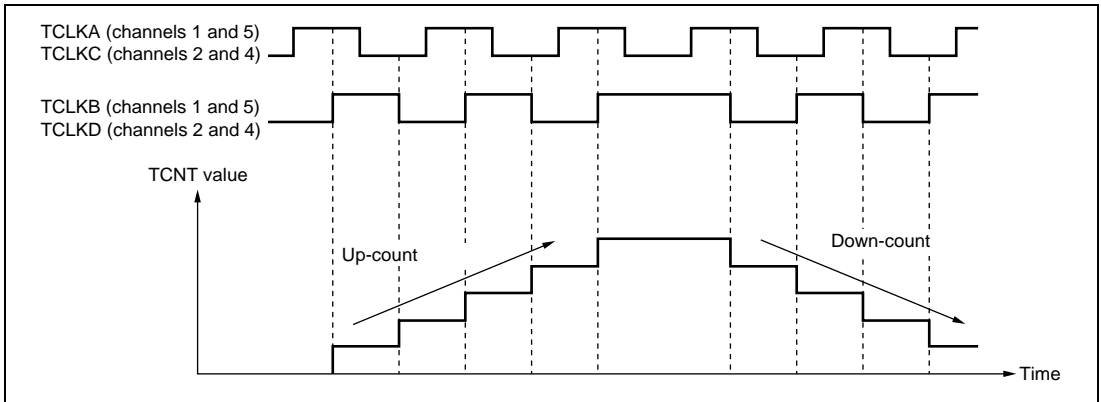 TCLKA (channels 1 and 5)
TCLKC (channels 2 and 4)
TCLKB (channels 1 and 5)
TCLKD (channels 2 and 4)
TCNT value
Up-count
Down-count
Time